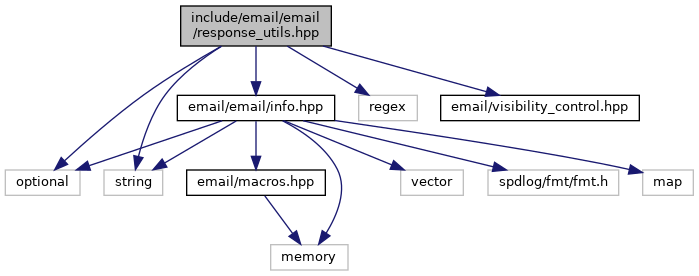 include/email/email
/response_utils.hpp
email/email/info.hpp
regex
email/visibility_control.hpp
optional
string
email/macros.hpp
vector
spdlog/fmt/fmt.h
map
memory